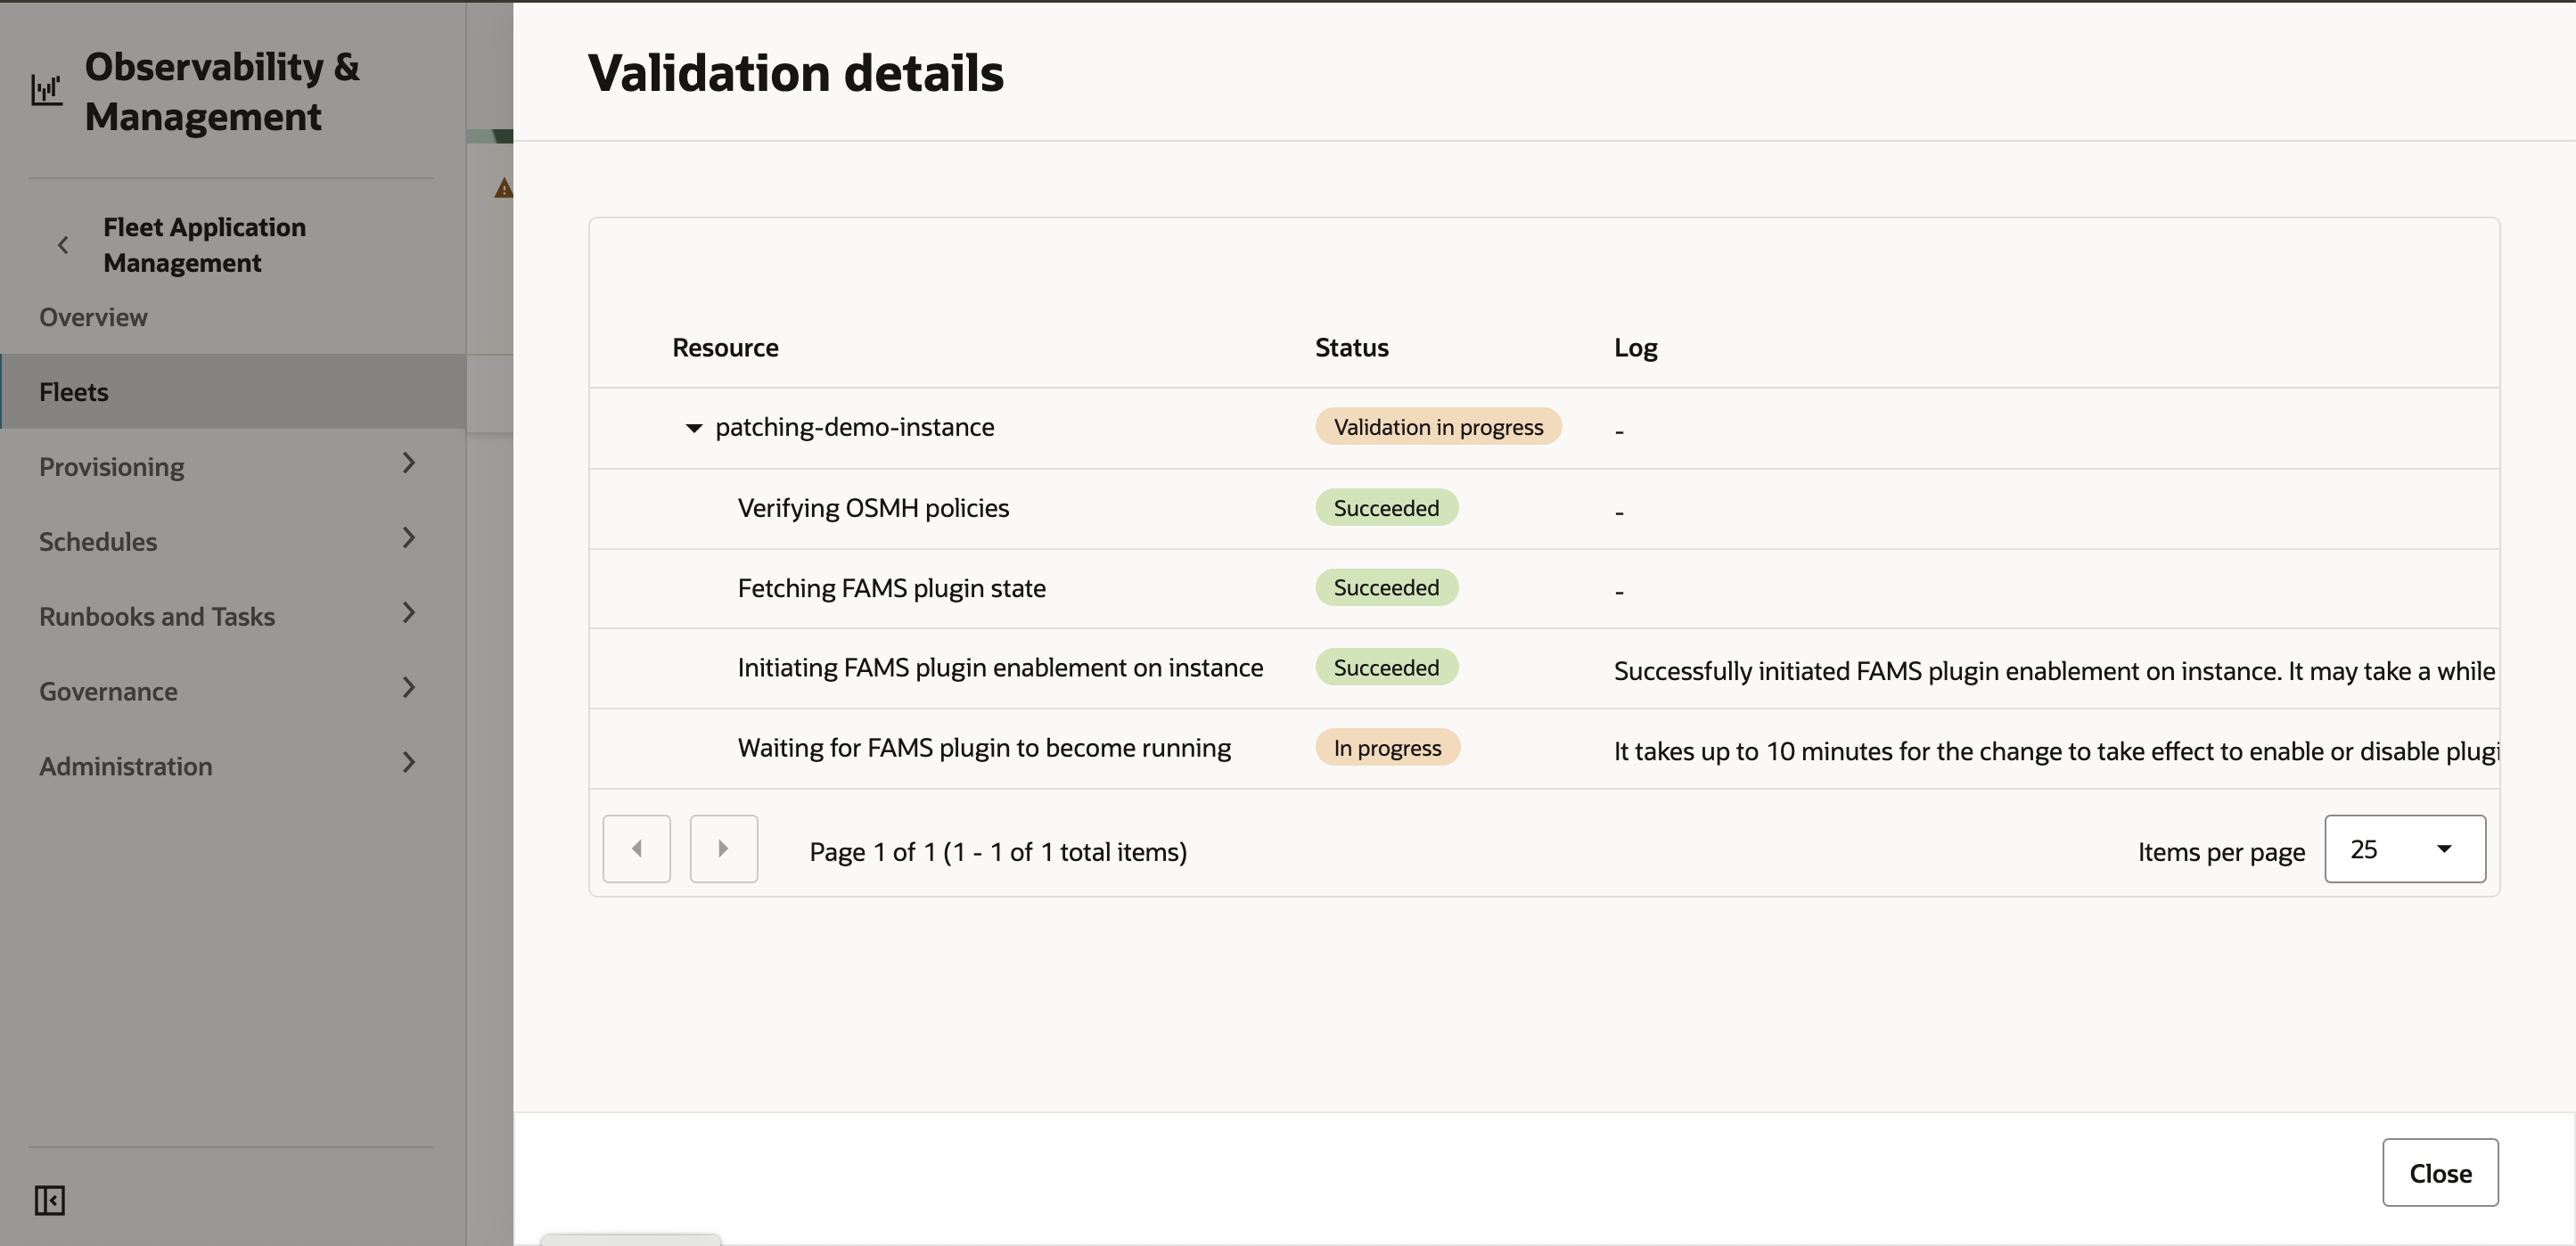 Observability &
Management
Fleet Application
Management
Overview
Fleets
Provisioning
Schedules
Runbooks and Tasks
Governance
Administration
Validation details
Resource Status Log
patching-demo-instance Validation in progress -
Verifying OSMH policies Succeeded -
Fetching FAMS plugin state Succeeded -
Initiating FAMS plugin enablement on instance Succeeded Successfully initiated FAMS plugin enablement on instance. It may take a while
Waiting for FAMS plugin to become running In progress It takes up to 10 minutes for the change to take effect to enable or disable plugi
Page 1 of 1 (1 - 1 of 1 total items) Items per page 25
Close